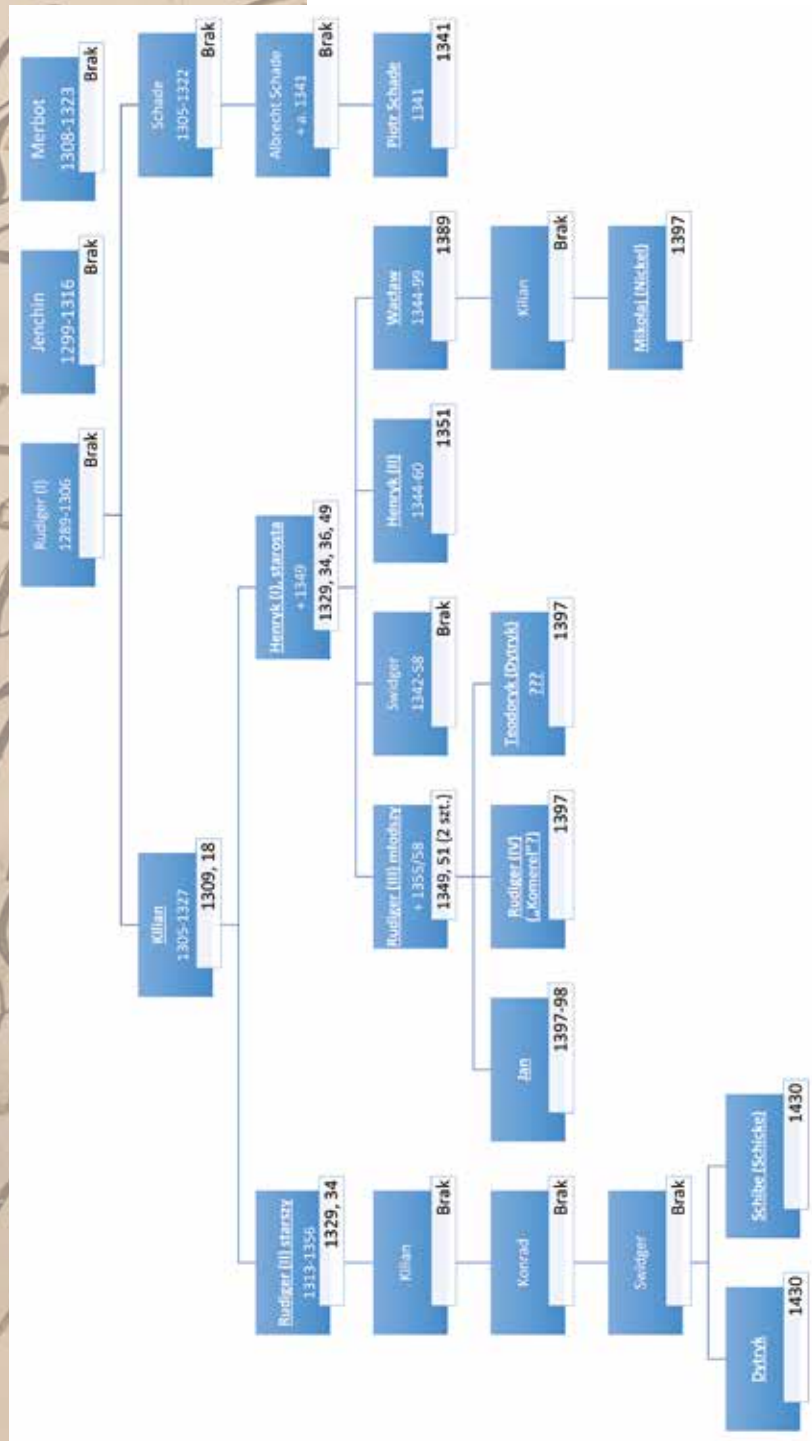 Rudiger (I)
1289-1306
Brak
Jenchin
1299-1316
Brak
Merbot
1308-1323
Brak
Kilian
1305-1327
1309, 18
Schade
1305-1322
Brak
Rudiger (II) starszy
1313-1356
1329, 34
Henryk (I), starosta
+ 1349
1329, 34, 36, 49
Albrecht Schade
+ a. 1341
Brak
Kilian
Brak
Rudiger (III) młodszy
+ 1355/58
1349, 51 (2 szt.)
Swidger
1342-58
Brak
Henryk (II)
1344-60
1351
Wacław
1344-99
1389
Piotr Schade
1341
1341
Konrad
Brak
Jan
1397-98
Rudiger (IV)
(„Komerel"?)
1397
Teodoryk (Dytryk)
???
1397
Kilian
Brak
Swidger
Brak
Mikołaj (Nickel)
1397
Dytryk
1430
Schibe (Schicke)
1430